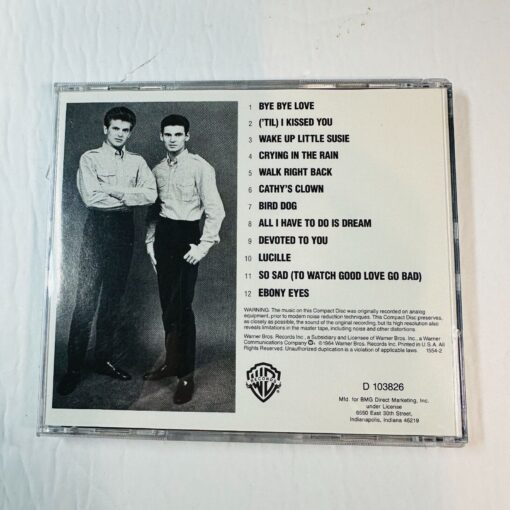 1 BYE BYE LOVE
2 ('TIL) I KISSED YOU
3 WAKE UP LITTLE SUSIE
4 CRYING IN THE RAIN
5 WALK RIGHT BACK
6 CATHY'S CLOWN
7 BIRD DOG
8 ALL I HAVE TO DO IS DREAM
9 DEVOTED TO YOU
10 LUCILLE
11 SO SAD (TO WATCH GOOD LOVE GO BAD)
12 EBONY EYES
WARNING: The music on this Compact Disc was originally recorded on analog
equipment, prior to modern noise reduction techniques. This Compact Disc preserves,
as closely as possible, the sound of the original recording, but its high resolution also
reveals limitations in the master tape, including noise and other distortions.
Warner Bros. Records Inc., a Subsidiary and Licensee of Warner Bros. Inc., a Warner
Communications Company ©1964 Warner Bros. Records Inc. Printed in U.S.A. All
Rights Reserved. Unauthorized duplication is a violation of applicable laws. 1554-2
D 103826
Mfd. for BMG Direct Marketing, Inc.
under License
6550 East 30th Street,
Indianapolis, Indiana 46219